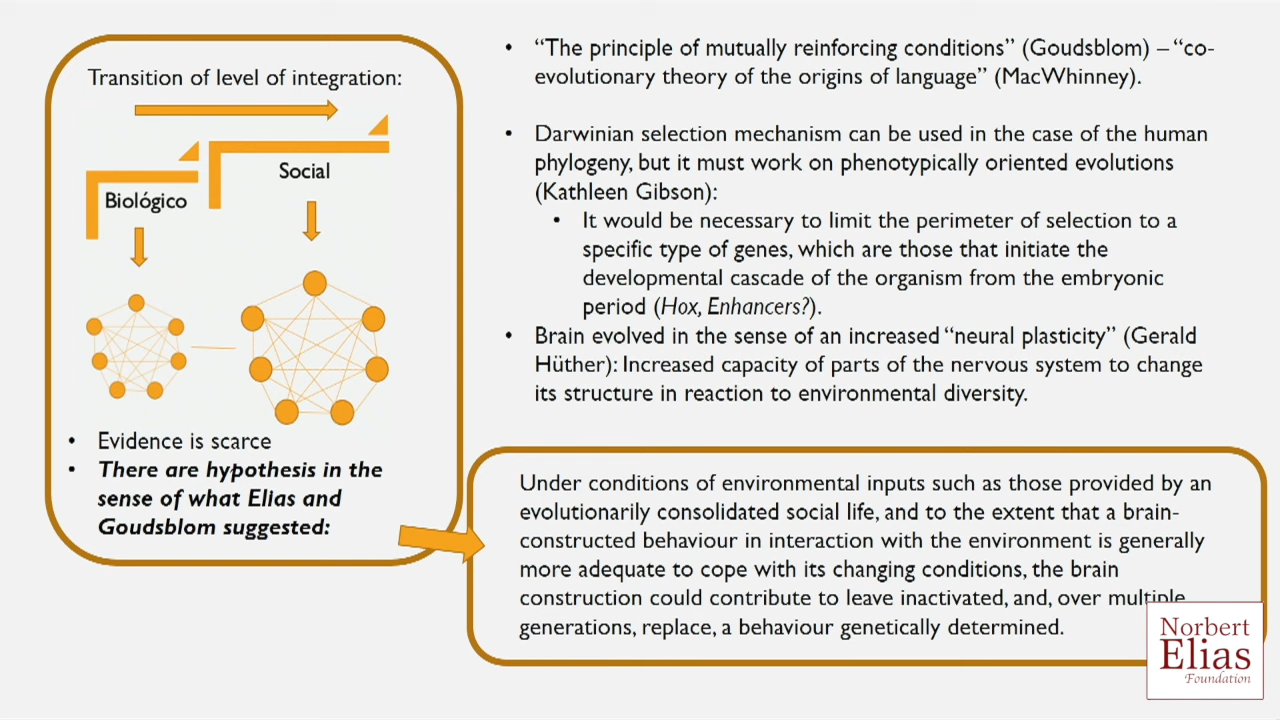 Transition of level of integration:
Social
Biológico
• Evidence is scarce
• There are hypothesis in the
sense of what Elias and
Goudsblom suggested:
• “The principle of mutually reinforcing conditions” (Goudsblom) – “co-
evolutionary theory of the origins of language” (MacWhinney).
• Darwinian selection mechanism can be used in the case of the human
phylogeny, but it must work on phenotypically oriented evolutions
(Kathleen Gibson):
• It would be necessary to limit the perimeter of selection to a
specific type of genes, which are those that initiate the
developmental cascade of the organism from the embryonic
period (Hox, Enhancers?).
• Brain evolved in the sense of an increased “neural plasticity” (Gerald
Hüther): Increased capacity of parts of the nervous system to change
its structure in reaction to environmental diversity.
Under conditions of environmental inputs such as those provided by an
evolutionarily consolidated social life, and to the extent that a brain-
constructed behaviour in interaction with the environment is generally
more adequate to cope with its changing conditions, the brain
construction could contribute to leave inactivated, and, over multiple
generations, replace, a behaviour genetically determined.
Norbert
Elias
Foundation